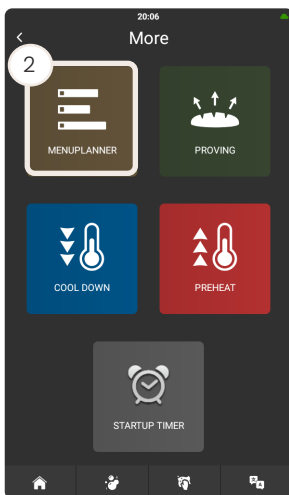 20:06
More
2
MENUPLANNER
PROVING
COOL DOWN
PREHEAT
STARTUP TIMER